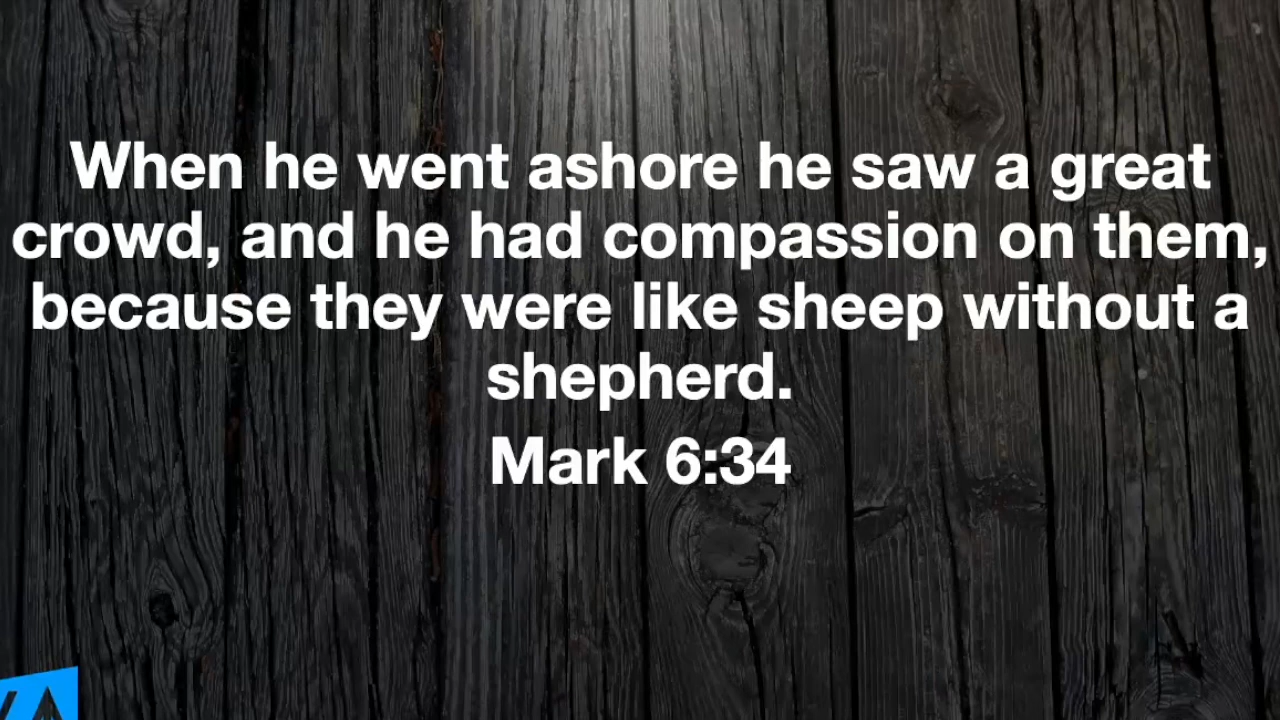 When he went ashore he saw a great
crowd, and he had compassion on them,
because they were like sheep without a
shepherd.
Mark 6:34